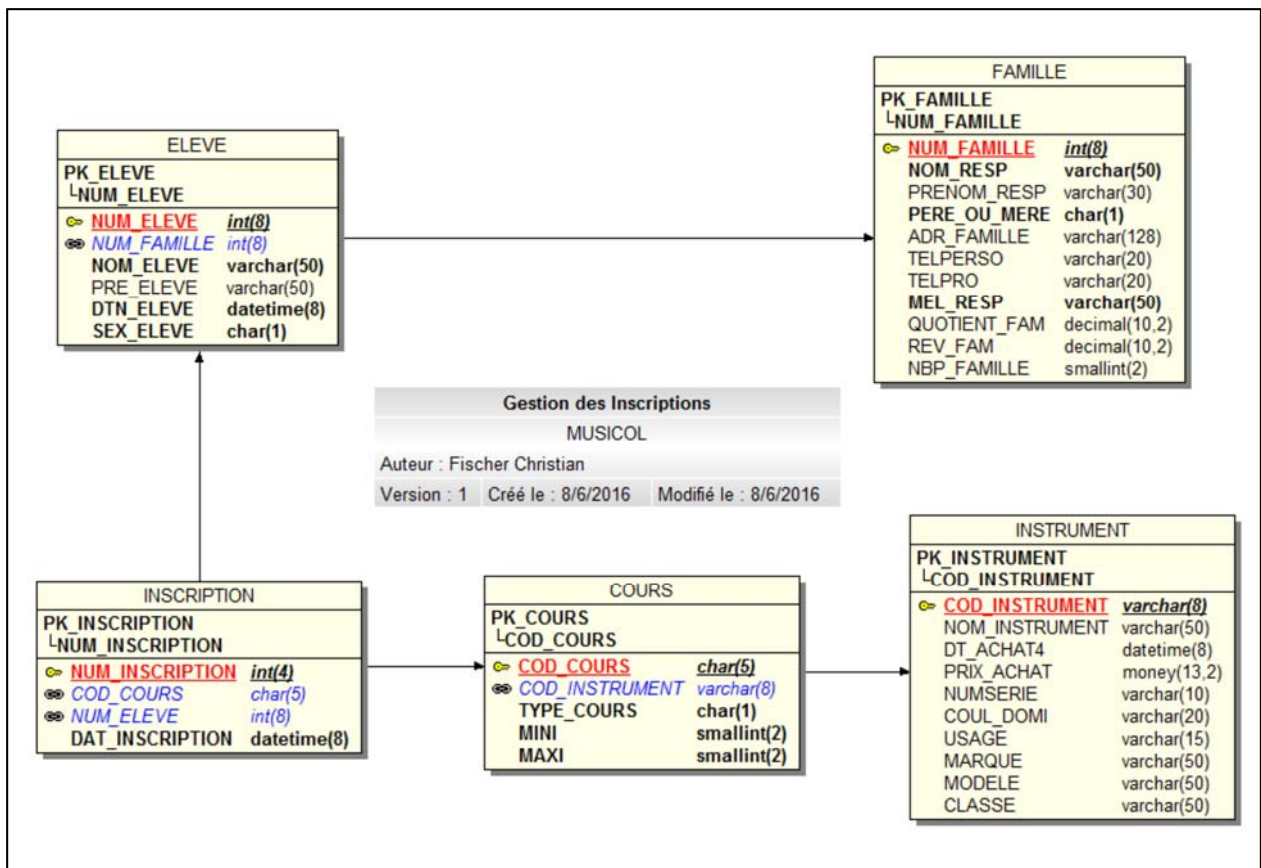 FAMILLE
PK_FAMILLE
NUM_FAMILLE
NUM_FAMILLE int(8)
NOM_RESP varchar(50)
PRENOM_RESP varchar(30)
PERE_OU_MERE char(1)
ADR_FAMILLE varchar(128)
TELPERSO varchar(20)
TELPRO varchar(20)
MEL_RESP varchar(50)
QUOTIENT_FAM decimal(10,2)
REV_FAM decimal(10,2)
NBP_FAMILLE smallint(2)
ELEVE
PK_ELEVE
NUM_ELEVE
NUM_ELEVE int(8)
NUM_FAMILLE int(8)
NOM_ELEVE varchar(50)
PRE_ELEVE varchar(50)
DTN_ELEVE datetime(8)
SEX_ELEVE char(1)
Gestion des Inscriptions
MUSICOL
Auteur : Fischer Christian
Version : 1 Créé le : 8/6/2016 Modifié le : 8/6/2016
INSCRIPTION
PK_INSCRIPTION
NUM_INSCRIPTION
NUM_INSCRIPTION int(4)
COD_COURS char(5)
NUM_ELEVE int(8)
DAT_INSCRIPTION datetime(8)
COURS
PK_COURS
COD_COURS
COD_COURS char(5)
COD_INSTRUMENT varchar(8)
TYPE_COURS char(1)
MINI smallint(2)
MAXI smallint(2)
INSTRUMENT
PK_INSTRUMENT
COD_INSTRUMENT
COD_INSTRUMENT varchar(8)
NOM_INSTRUMENT varchar(50)
DT_ACHAT4 datetime(8)
PRIX_ACHAT money(13,2)
NUMSERIE varchar(10)
COUL_DOMI varchar(20)
USAGE varchar(15)
MARQUE varchar(50)
MODELE varchar(50)
CLASSE varchar(50)